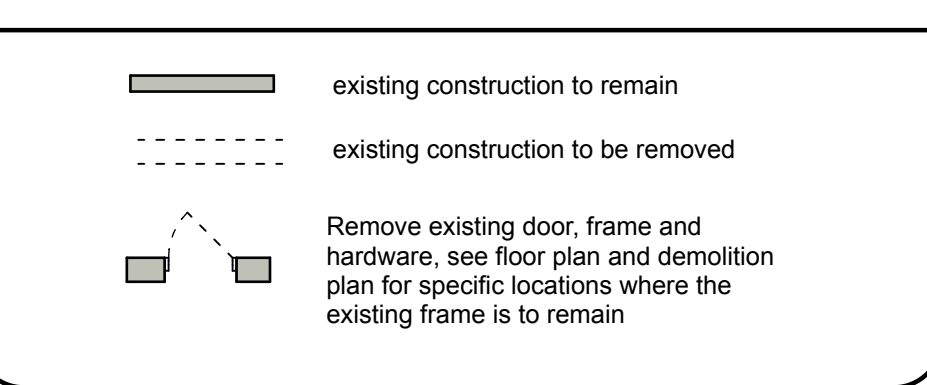 existing construction to remain
existing construction to be removed
Remove existing door, frame and
hardware, see floor plan and demolition
plan for specific locations where the
existing frame is to remain